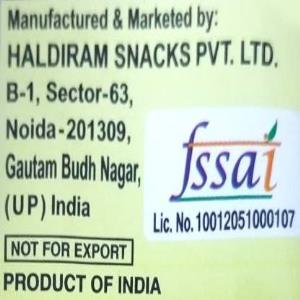 Manufactured & Marketed by:
HALDIRAM SNACKS PVT. LTD.
B-1, Sector-63,
Noida-201309,
Gautam Budh Nagar,
(UP) India
fssai
Lic. No. 10012051000107
NOT FOR EXPORT
PRODUCT OF INDIA